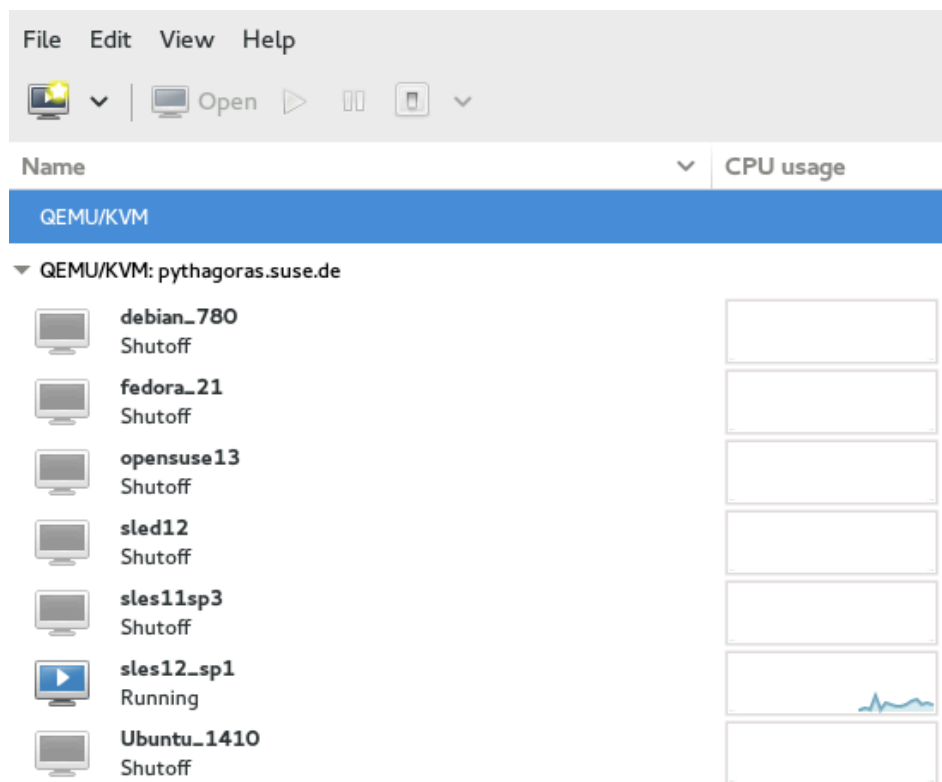 File Edit View Help
Open
Name CPU usage
QEMU/KVM
QEMU/KVM: pythagoras.suse.de
debian_780
Shutoff
fedora_21
Shutoff
opensuse13
Shutoff
sled12
Shutoff
sles11sp3
Shutoff
sles12_sp1
Running
Ubuntu_1410
Shutoff